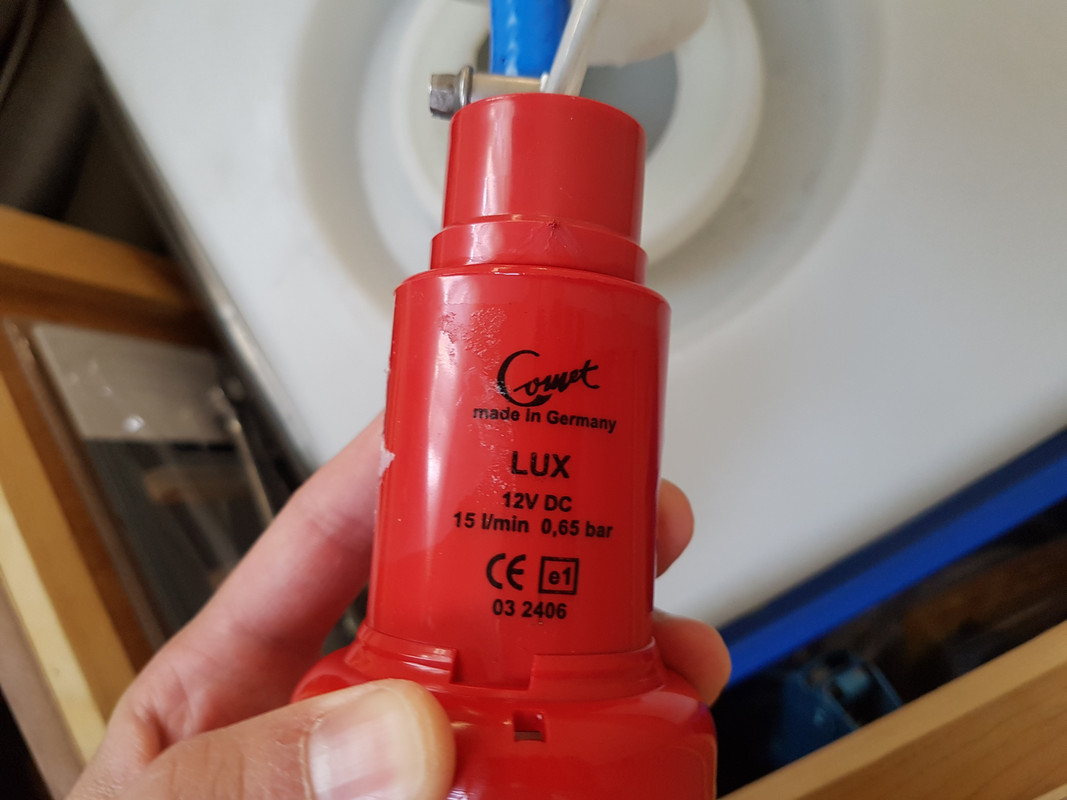 Comet
made in Germany
LUX
12V DC
15 l/min 0,65 bar
CE e1
03 2406